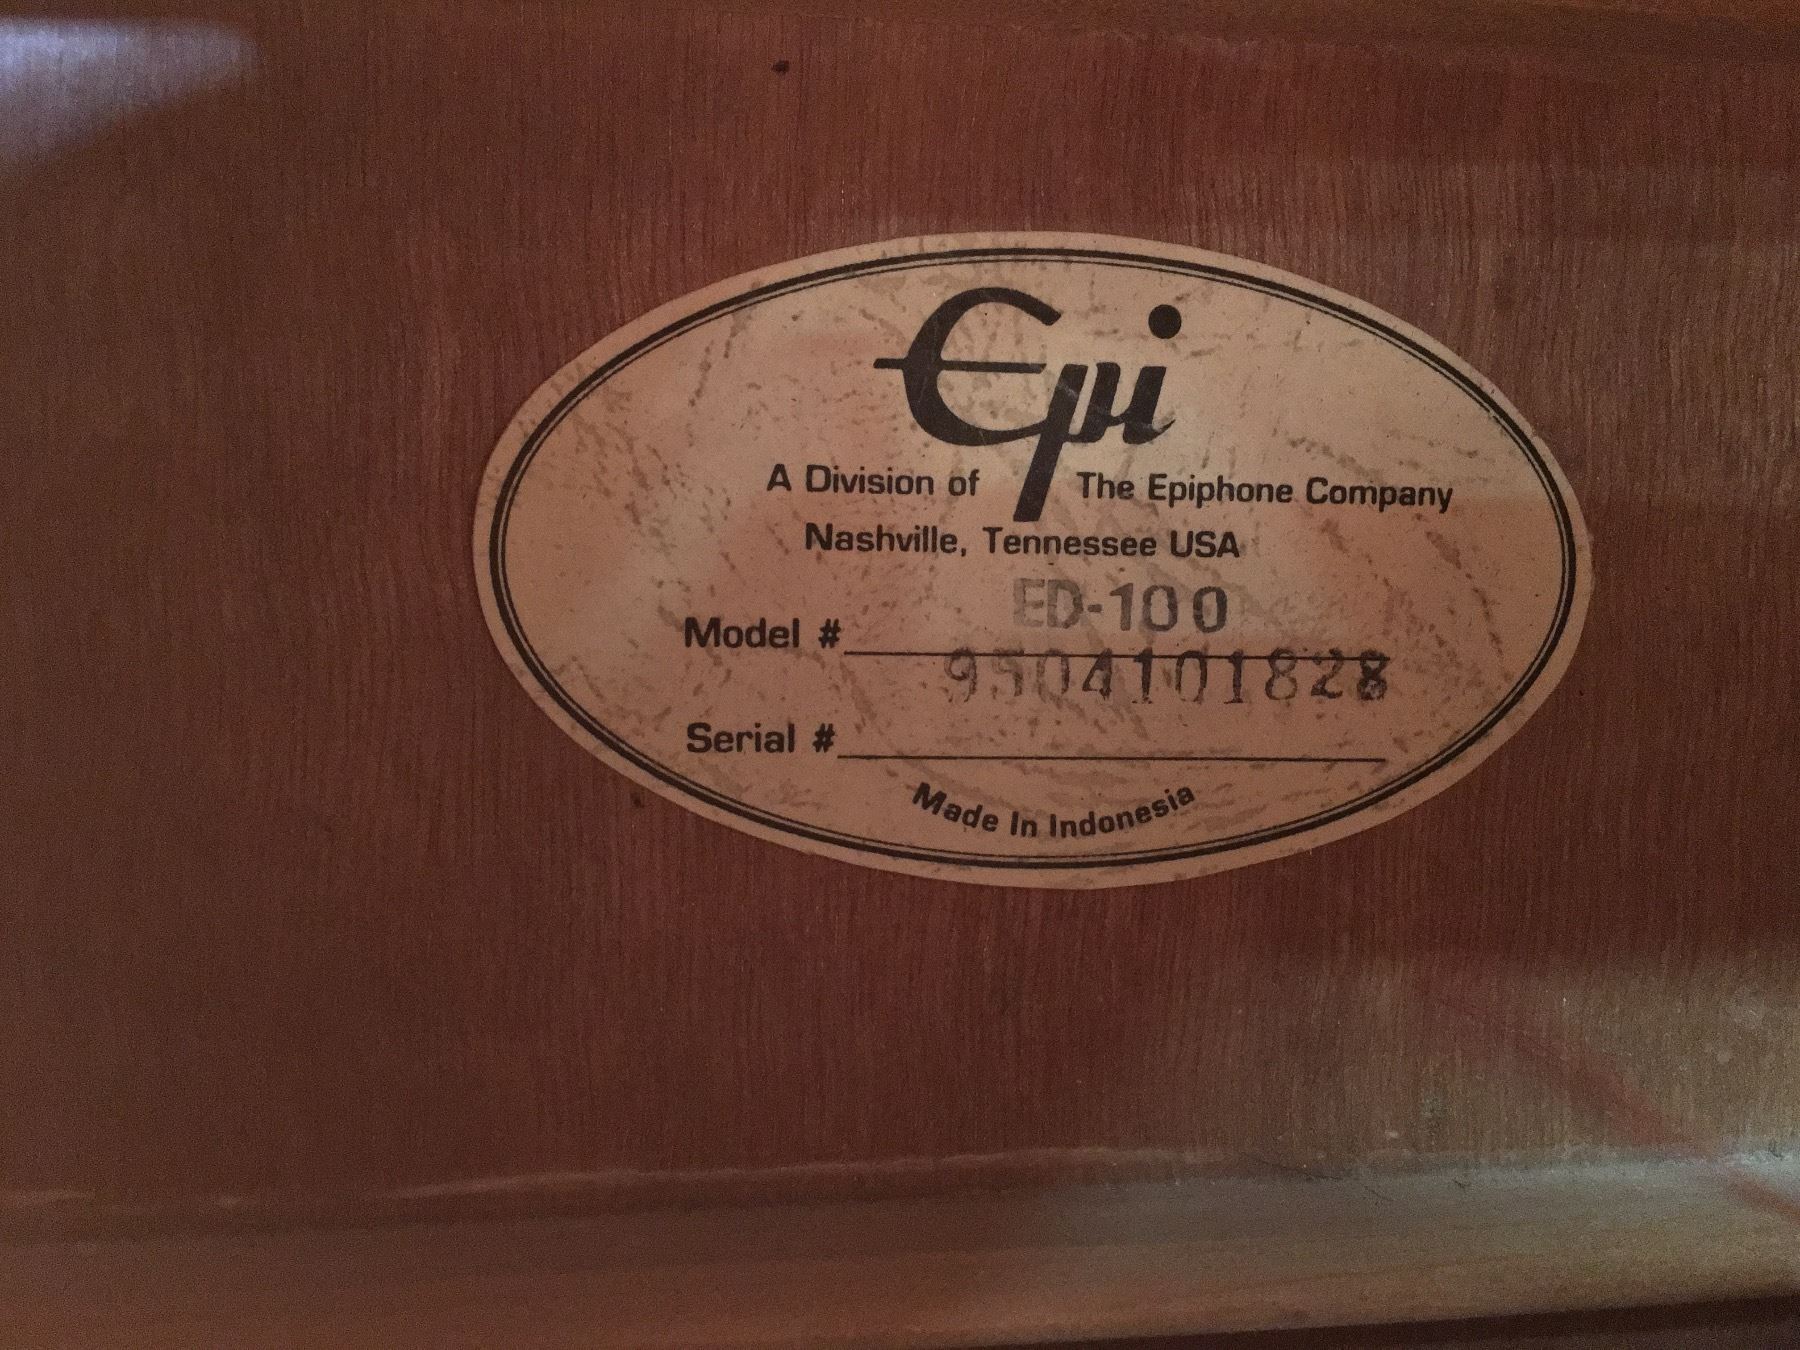 Epi
A Division of The Epiphone Company
Nashville, Tennessee USA
Model # ED-100
9504101828
Serial #
Made In Indonesia